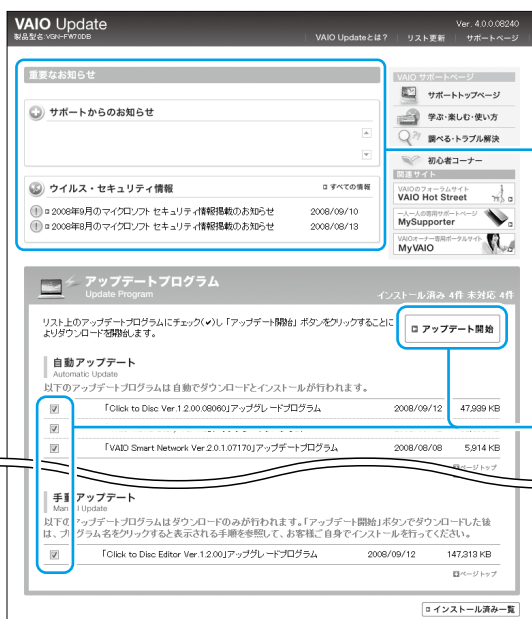 VAIO Update
Ver. 4.0.0.08240
製品型名:VGN-FW70DB
VAIO Updateとは?
リスト更新
サポートページ
重要なお知らせ
サポートからのお知らせ
ウイルス・セキュリティ情報
すべての情報
2008年9月のマイクロソフト セキュリティ情報掲載のお知らせ 2008/09/10
2008年8月のマイクロソフト セキュリティ情報掲載のお知らせ 2008/08/13
VAIO サポートページ
サポートトップページ
学ぶ・楽しむ・使い方
調べる・トラブル解決
初心者コーナー
関連サイト
VAIOのフォーラムサイト
VAIO Hot Street
一人一人の専用サポートページ
MySupporter
VAIOオーナー専用ポータルサイト
MyVAIO
アップデートプログラム
Update Program
インストール済み 4件 未対応 4件
リスト上のアップデートプログラムにチェック(✔)し「アップデート開始」ボタンをクリックすることに
よりダウンロードを開始します。
アップデート開始
自動アップデート
Automatic Update
以下のアップデートプログラムは自動でダウンロードとインストールが行われます。
「Click to Disc Ver.1.2.00.08060」アップグレードプログラム 2008/09/12 47,939 KB
「VAIO Smart Network Ver.2.0.1.07170」アップデートプログラム 2008/08/08 5,914 KB
ページトップ
手動アップデート
Manual Update
以下のアップデートプログラムはダウンロードのみが行われます。「アップデート開始」ボタンでダウンロードした後
は、プログラム名をクリックすると表示される手順を参照して、お客様ご自身でインストールを行ってください。
「Click to Disc Editor Ver.1.2.00」アップグレードプログラム 2008/09/12 147,313 KB
ページトップ
インストール済み一覧